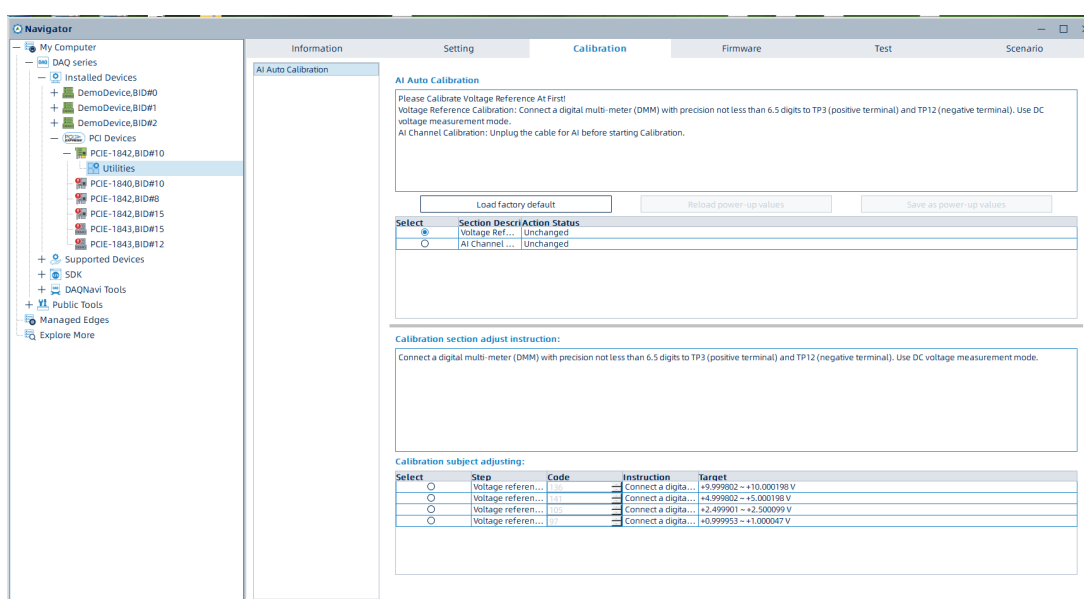 Navigator
My Computer
DAQ series
Installed Devices
DemoDevice,BID#0
DemoDevice,BID#1
DemoDevice,BID#2
PCI Devices
PCIE-1842,BID#10
Utilities
PCIE-1840,BID#10
PCIE-1842,BID#8
PCIE-1842,BID#15
PCIE-1843,BID#15
PCIE-1843,BID#12
Supported Devices
SDK
DAQNavi Tools
Public Tools
Managed Edges
Explore More
Information Setting Calibration Firmware Test Scenario
AI Auto Calibration
AI Auto Calibration
Please Calibrate Voltage Reference At First!
Voltage Reference Calibration: Connect a digital multi-meter (DMM) with precision not less than 6.5 digits to TP3 (positive terminal) and TP12 (negative terminal). Use DC
voltage measurement mode.
AI Channel Calibration: Unplug the cable for AI before starting Calibration.
Load factory default Reload power-up values Save as power-up values
Select Section Descri Action Status
Voltage Ref... Unchanged
AI Channel ... Unchanged
Calibration section adjust instruction:
Connect a digital multi-meter (DMM) with precision not less than 6.5 digits to TP3 (positive terminal) and TP12 (negative terminal). Use DC voltage measurement mode.
Calibration subject adjusting:
Select Step Code Instruction Target
Voltage referen... 136 Connect a digita... +9.999802 ~ +10.000198 V
Voltage referen... 141 Connect a digita... +4.999802 ~ +5.000198 V
Voltage referen... 105 Connect a digita... +2.499901 ~ +2.500099 V
Voltage referen... 97 Connect a digita... +0.999953 ~ +1.000047 V